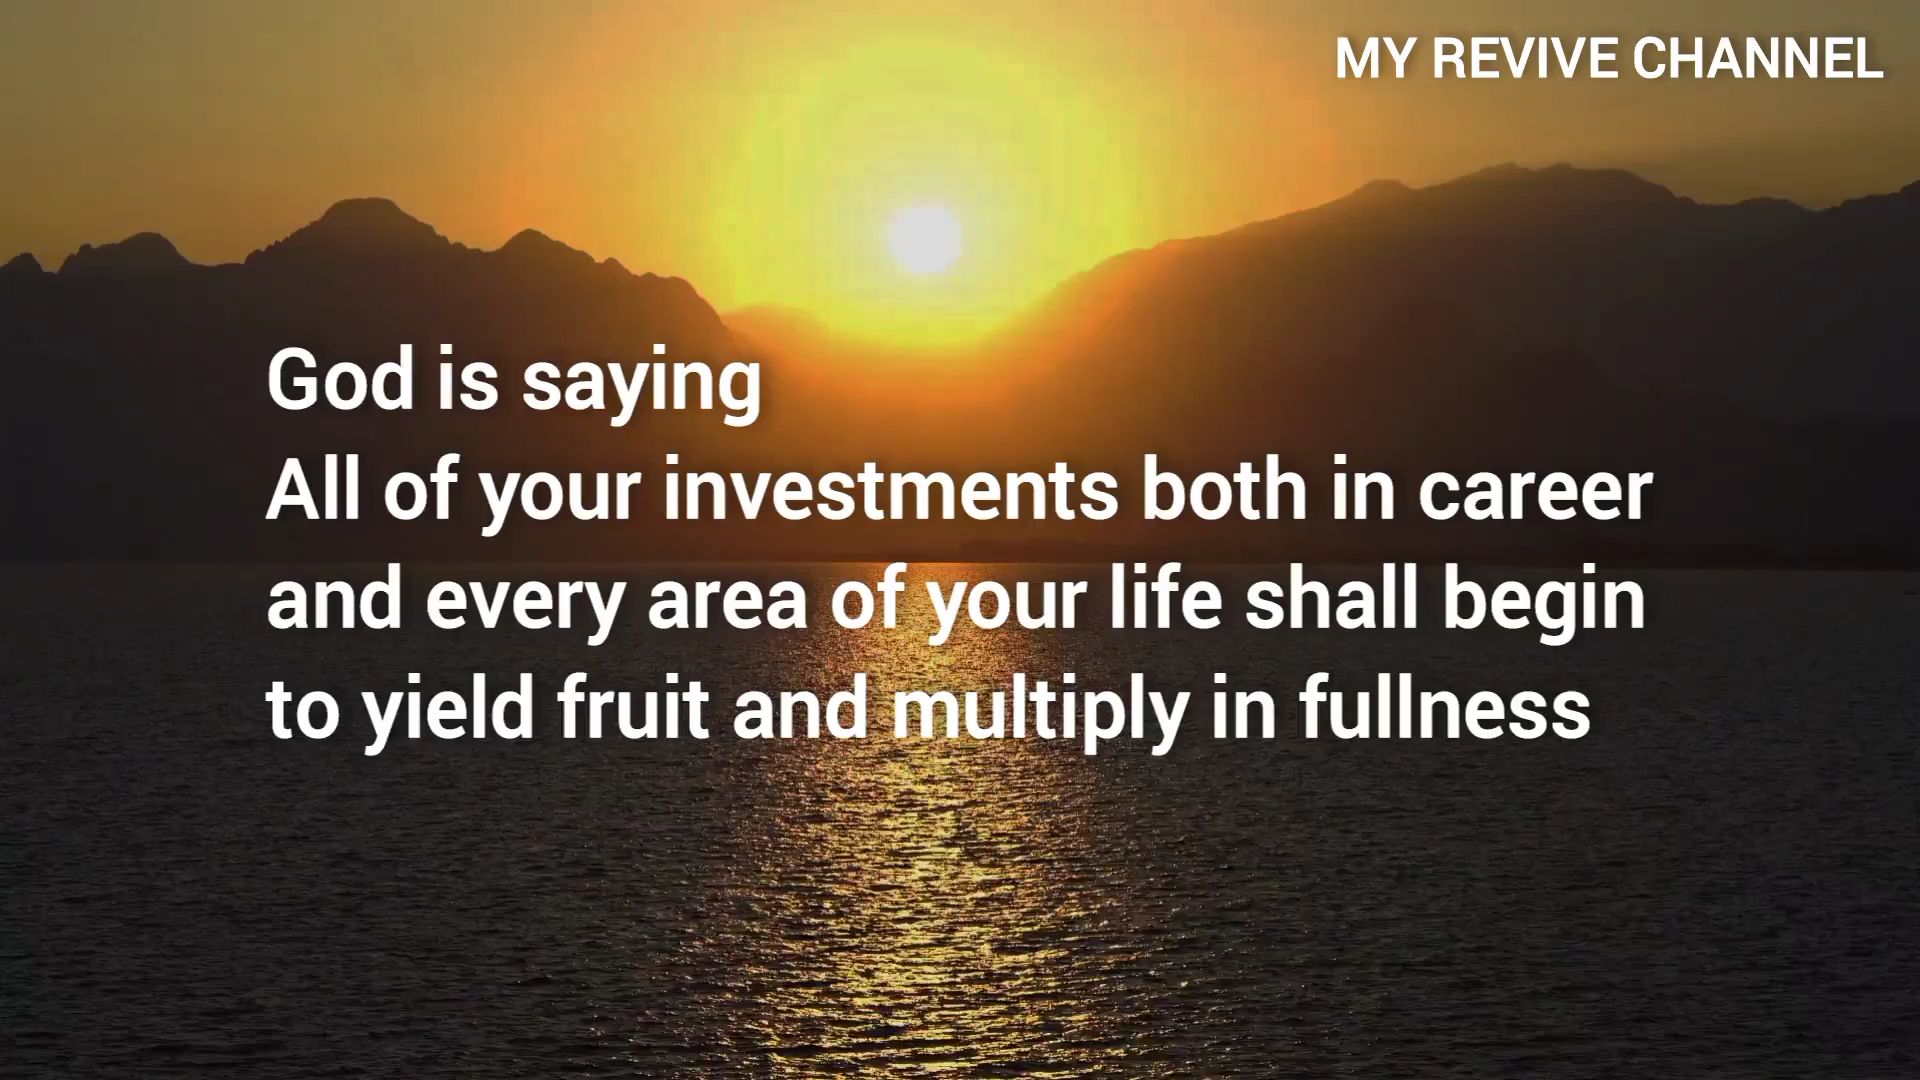 MY REVIVE CHANNEL
God is saying
All of your investments both in career
and every area of your life shall begin
to yield fruit and multiply in fullness